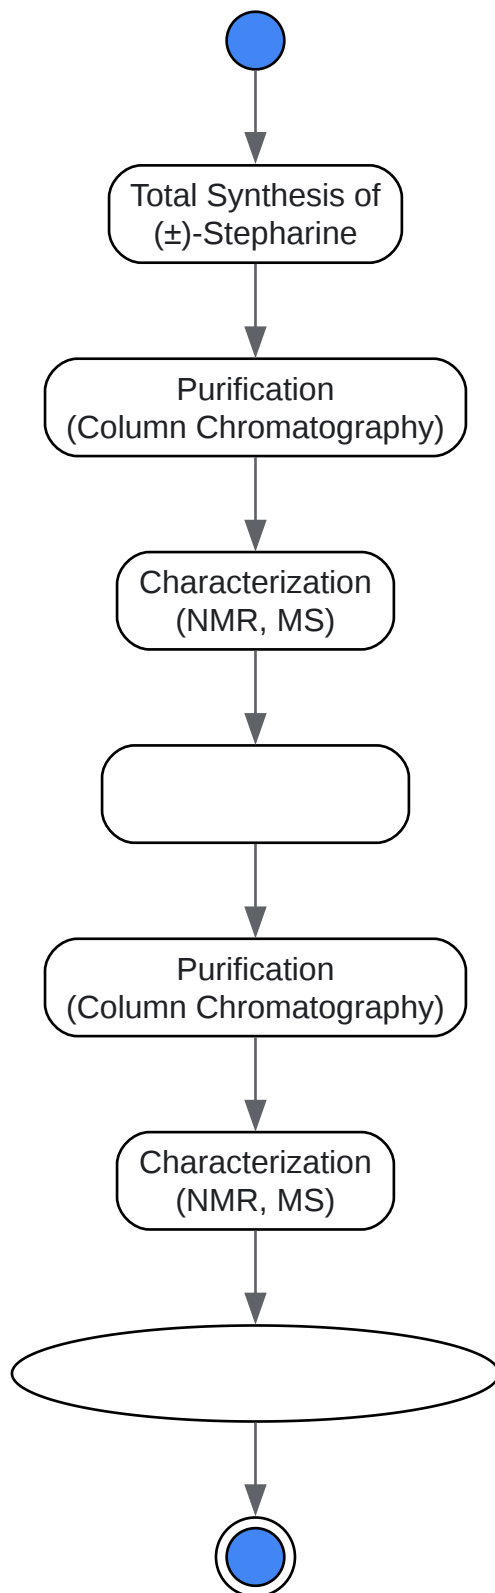 Total Synthesis of
(±)-Stepharine
Purification
(Column Chromatography)
Characterization
(NMR, MS)
Purification
(Column Chromatography)
Characterization
(NMR, MS)